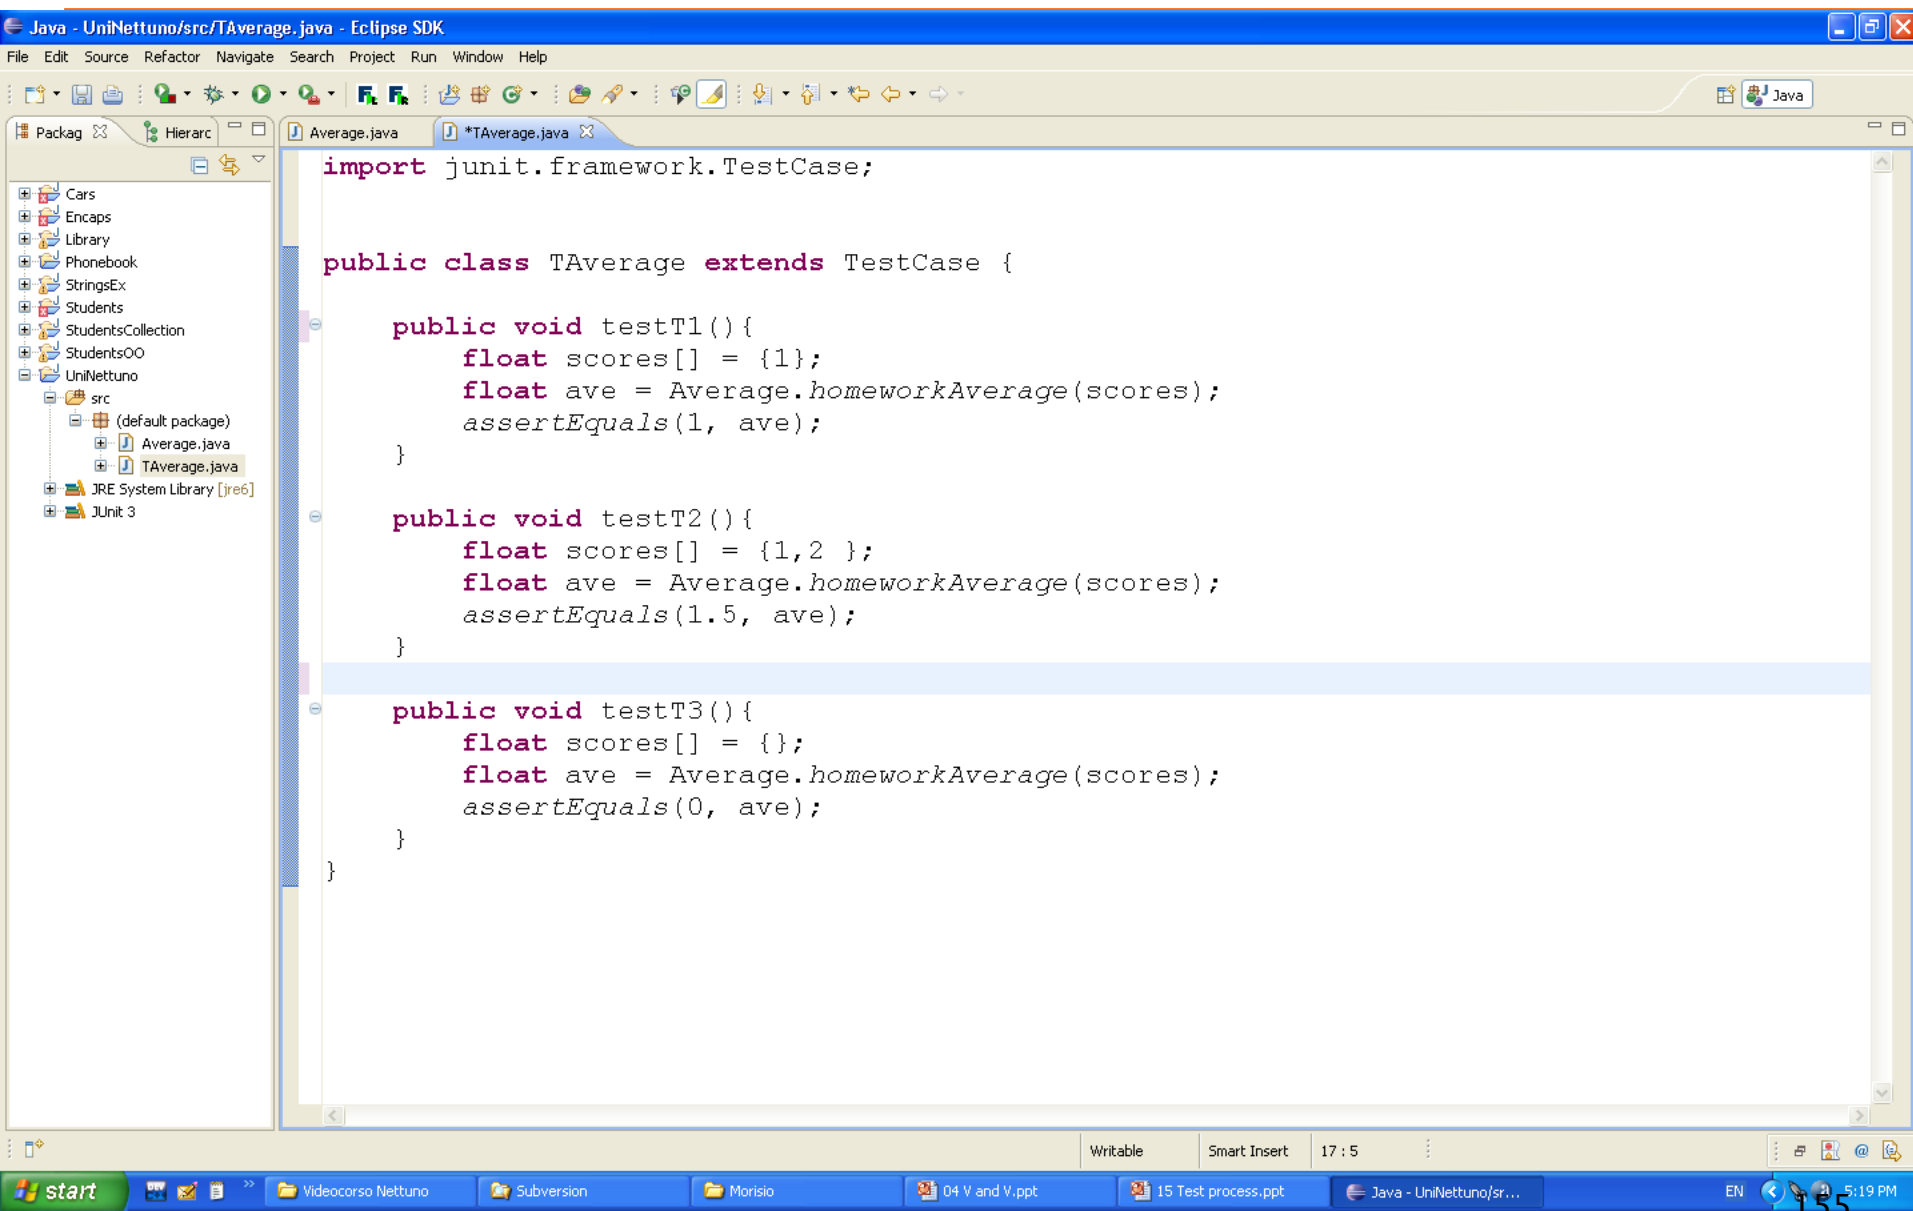 Java - UniNettuno/src/TAverage.java - Eclipse SDK
File Edit Source Refactor Navigate Search Project Run Window Help
Java
Packag
Hierarc
Average.java
*TAverage.java
Cars
Encaps
Library
Phonebook
StringsEx
Students
StudentsCollection
StudentsOO
UniNettuno
src
(default package)
Average.java
TAverage.java
JRE System Library [jre6]
JUnit 3
import junit.framework.TestCase;
public class TAverage extends TestCase {
public void testT1(){
float scores[] = {1};
float ave = Average.homeworkAverage(scores);
assertEquals(1, ave);
}
public void testT2(){
float scores[] = {1,2 };
float ave = Average.homeworkAverage(scores);
assertEquals(1.5, ave);
}
public void testT3(){
float scores[] = {};
float ave = Average.homeworkAverage(scores);
assertEquals(0, ave);
}
}
Writable
Smart Insert
17 : 5
start
Videocorso Nettuno
Subversion
Morisio
04 V and V.ppt
15 Test process.ppt
Java - UniNettuno/sr...
EN
5:19 PM
155